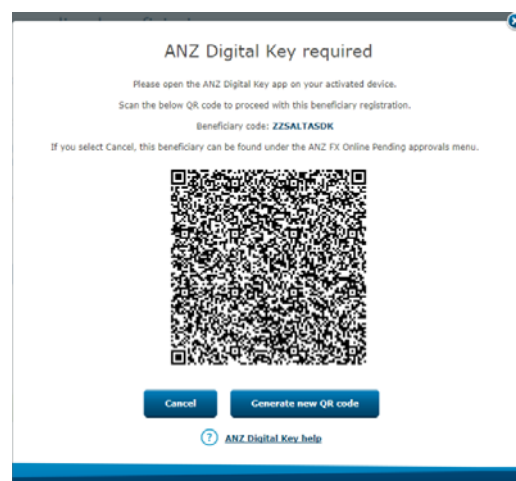 ANZ Digital Key required
Please open the ANZ Digital Key app on your activated device.
Scan the below QR code to proceed with this beneficiary registration.
Beneficiary code: ZZSALTASDK
If you select Cancel, this beneficiary can be found under the ANZ FX Online Pending approvals menu.
Cancel
Generate new QR code
? ANZ Digital Key help